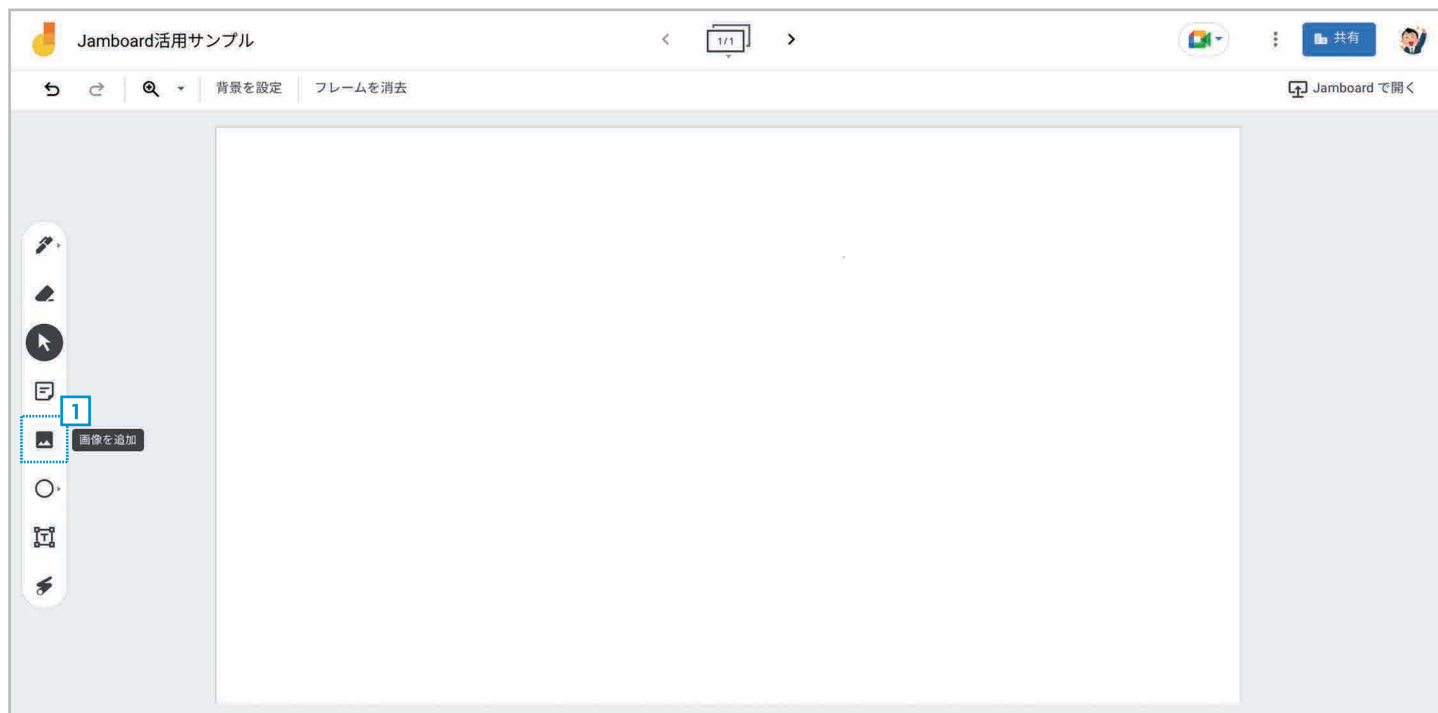 Jamboard活用サンプル
1/1
共有
背景を設定
フレームを消去
Jamboard で開く
1
画像を追加